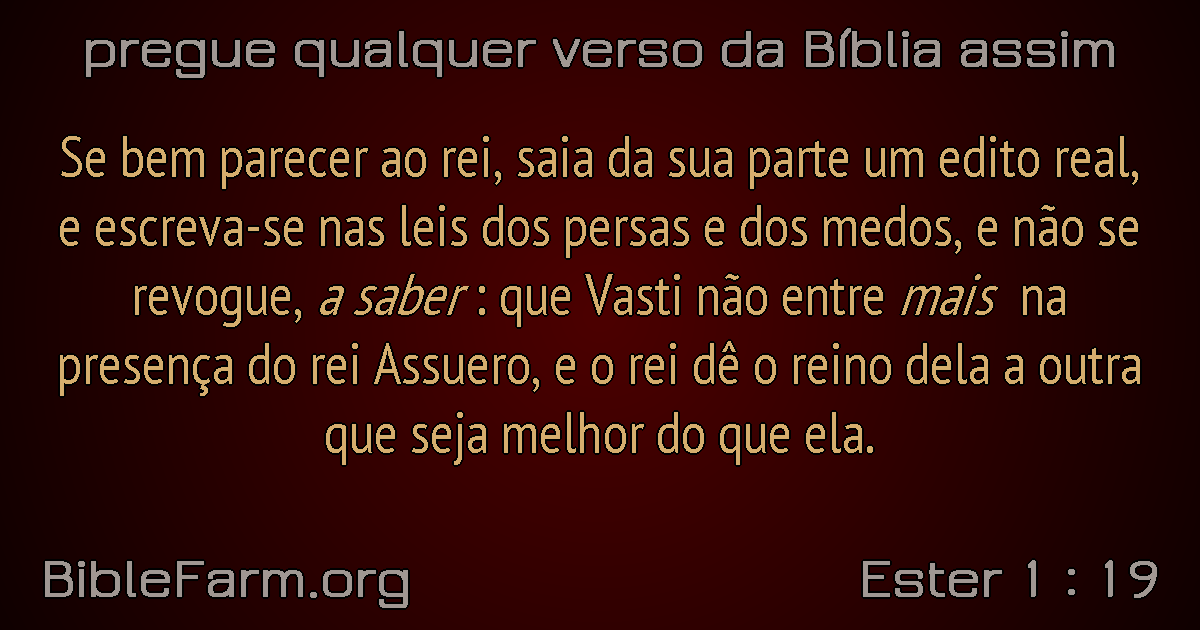 pregue qualquer verso da Bíblia assim
Se bem parecer ao rei, saia da sua parte um edito real,
e escreva-se nas leis dos persas e dos medos, e não se
revogue, a saber : que Vasti não entre mais na
presença do rei Assuero, e o rei dê o reino dela a outra
que seja melhor do que ela.
BibleFarm.org
Ester 1 : 19